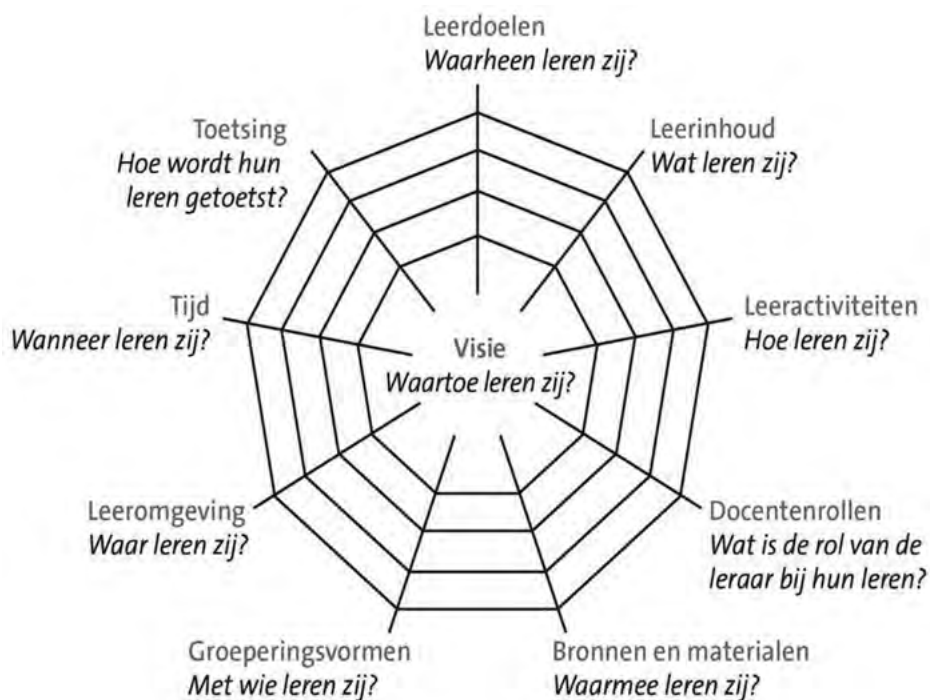 Leerdoelen
Waarheen leren zij?
Leerinhoud
Wat leren zij?
Leeractiviteiten
Hoe leren zij?
Docentenrollen
Wat is de rol van de
leraar bij hun leren?
Bronnen en materialen
Waarmee leren zij?
Groeperingsvormen
Met wie leren zij?
Leeromgeving
Waar leren zij?
Tijd
Wanneer leren zij?
Toetsing
Hoe wordt hun
leren getoetst?
Visie
Waartoe leren zij?